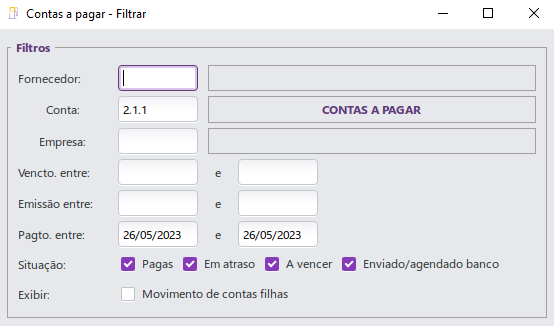 Contas a pagar - Filtrar
Filtros
Fornecedor:
Conta: 2.1.1 CONTAS A PAGAR
Empresa:
Vencto. entre: e
Emissão entre: e
Pagto. entre: 26/05/2023 e 26/05/2023
Situação: Pagas Em atraso A vencer Enviado/agendado banco
Exibir: Movimento de contas filhas